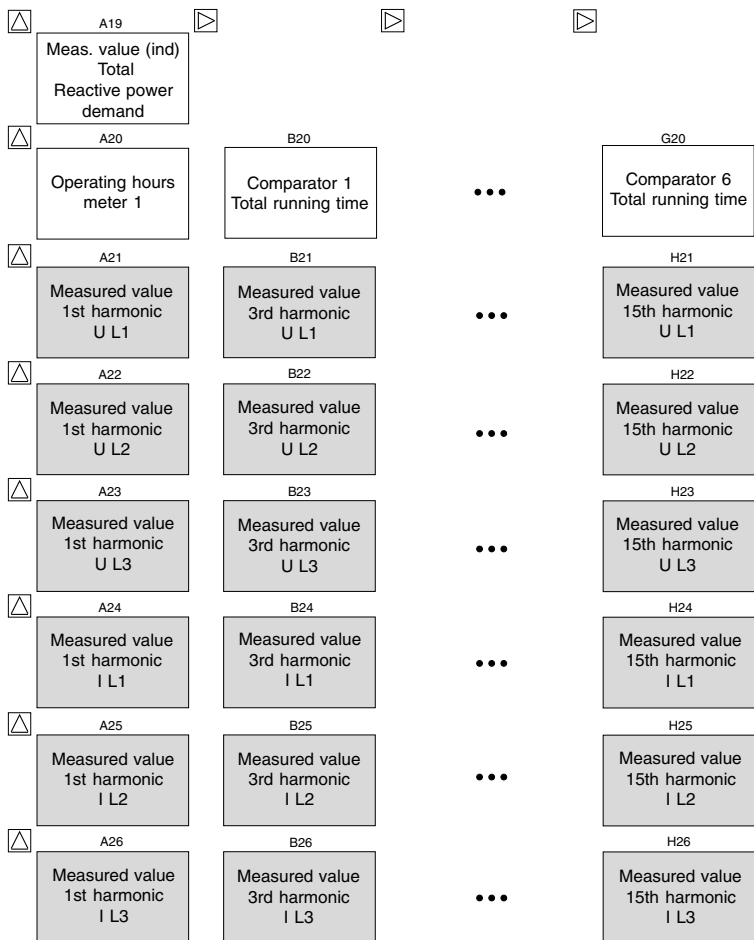 A19
Meas. value (ind)
Total
Reactive power
demand
A20
Operating hours
meter 1
B20
Comparator 1
Total running time
G20
Comparator 6
Total running time
A21
Measured value
1st harmonic
U L1
B21
Measured value
3rd harmonic
U L1
H21
Measured value
15th harmonic
U L1
A22
Measured value
1st harmonic
U L2
B22
Measured value
3rd harmonic
U L2
H22
Measured value
15th harmonic
U L2
A23
Measured value
1st harmonic
U L3
B23
Measured value
3rd harmonic
U L3
H23
Measured value
15th harmonic
U L3
A24
Measured value
1st harmonic
I L1
B24
Measured value
3rd harmonic
I L1
H24
Measured value
15th harmonic
I L1
A25
Measured value
1st harmonic
I L2
B25
Measured value
3rd harmonic
I L2
H25
Measured value
15th harmonic
I L2
A26
Measured value
1st harmonic
I L3
B26
Measured value
3rd harmonic
I L3
H26
Measured value
15th harmonic
I L3